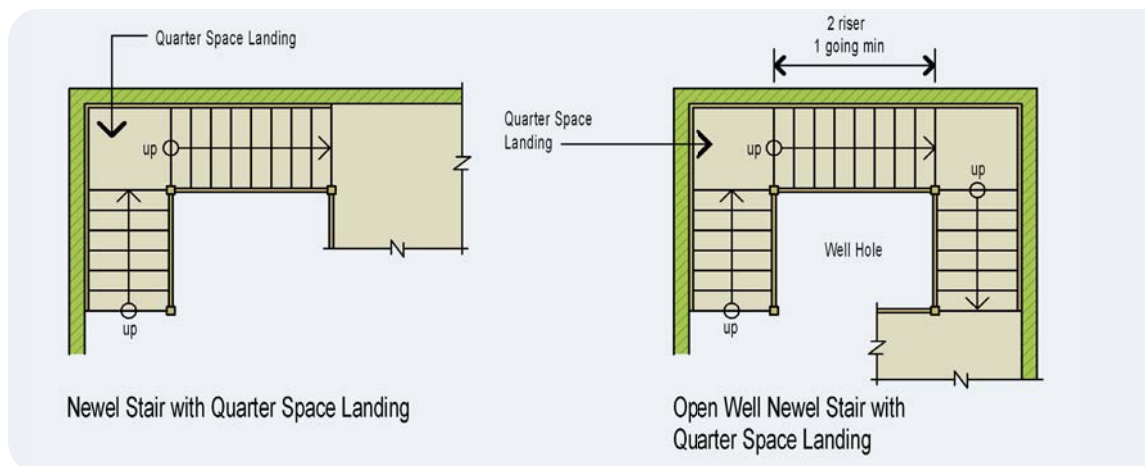 Quarter Space Landing
up
up
Newel Stair with Quarter Space Landing
2 riser
1 going min
Quarter Space
Landing
up
up
Well Hole
up
Open Well Newel Stair with
Quarter Space Landing